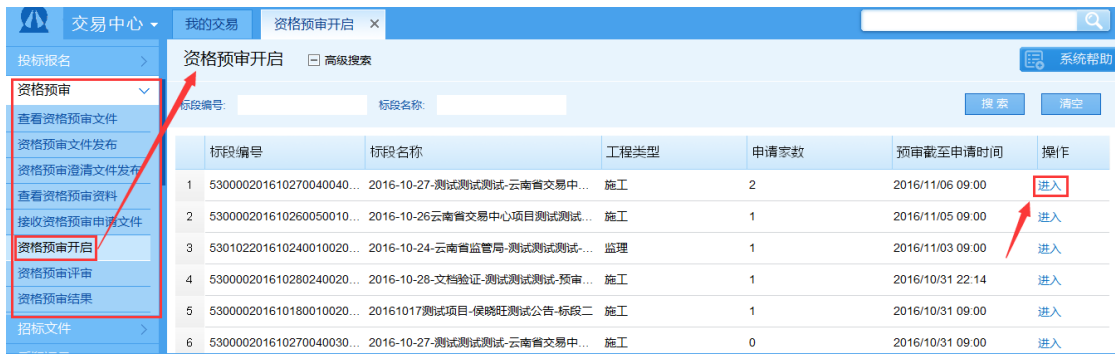 交易中心 我的交易 资格预审开启 ×
投标报名
资格预审开启 高级搜索 系统帮助
资格预审
标段编号: 标段名称: 搜索 清空
查看资格预审文件
资格预审文件发布
资格预审澄清文件发布
查看资格预审资料
接收资格预审申请文件
资格预审开启
资格预审评审
资格预审结果
招标文件
标段编号 标段名称 工程类型 申请家数 预审截至申请时间 操作
1 530000201610270040040... 2016-10-27-测试测试测试-云南省交易中... 施工 2 2016/11/06 09:00 进入
2 530000201610260050010... 2016-10-26云南省交易中心项目测试测试... 施工 1 2016/11/05 09:00 进入
3 530102201610240010020... 2016-10-24-云南省监管局-测试测试测试-... 监理 1 2016/11/03 09:00 进入
4 530000201610280240020... 2016-10-28-文档验证-测试测试测试-预审... 施工 1 2016/10/31 22:14 进入
5 530000201610180010020... 20161017测试项目-侯晓旺测试公告-标段二 施工 1 2016/10/31 09:00 进入
6 530000201610270040030... 2016-10-27-测试测试测试-云南省交易中... 施工 0 2016/10/31 09:00 进入